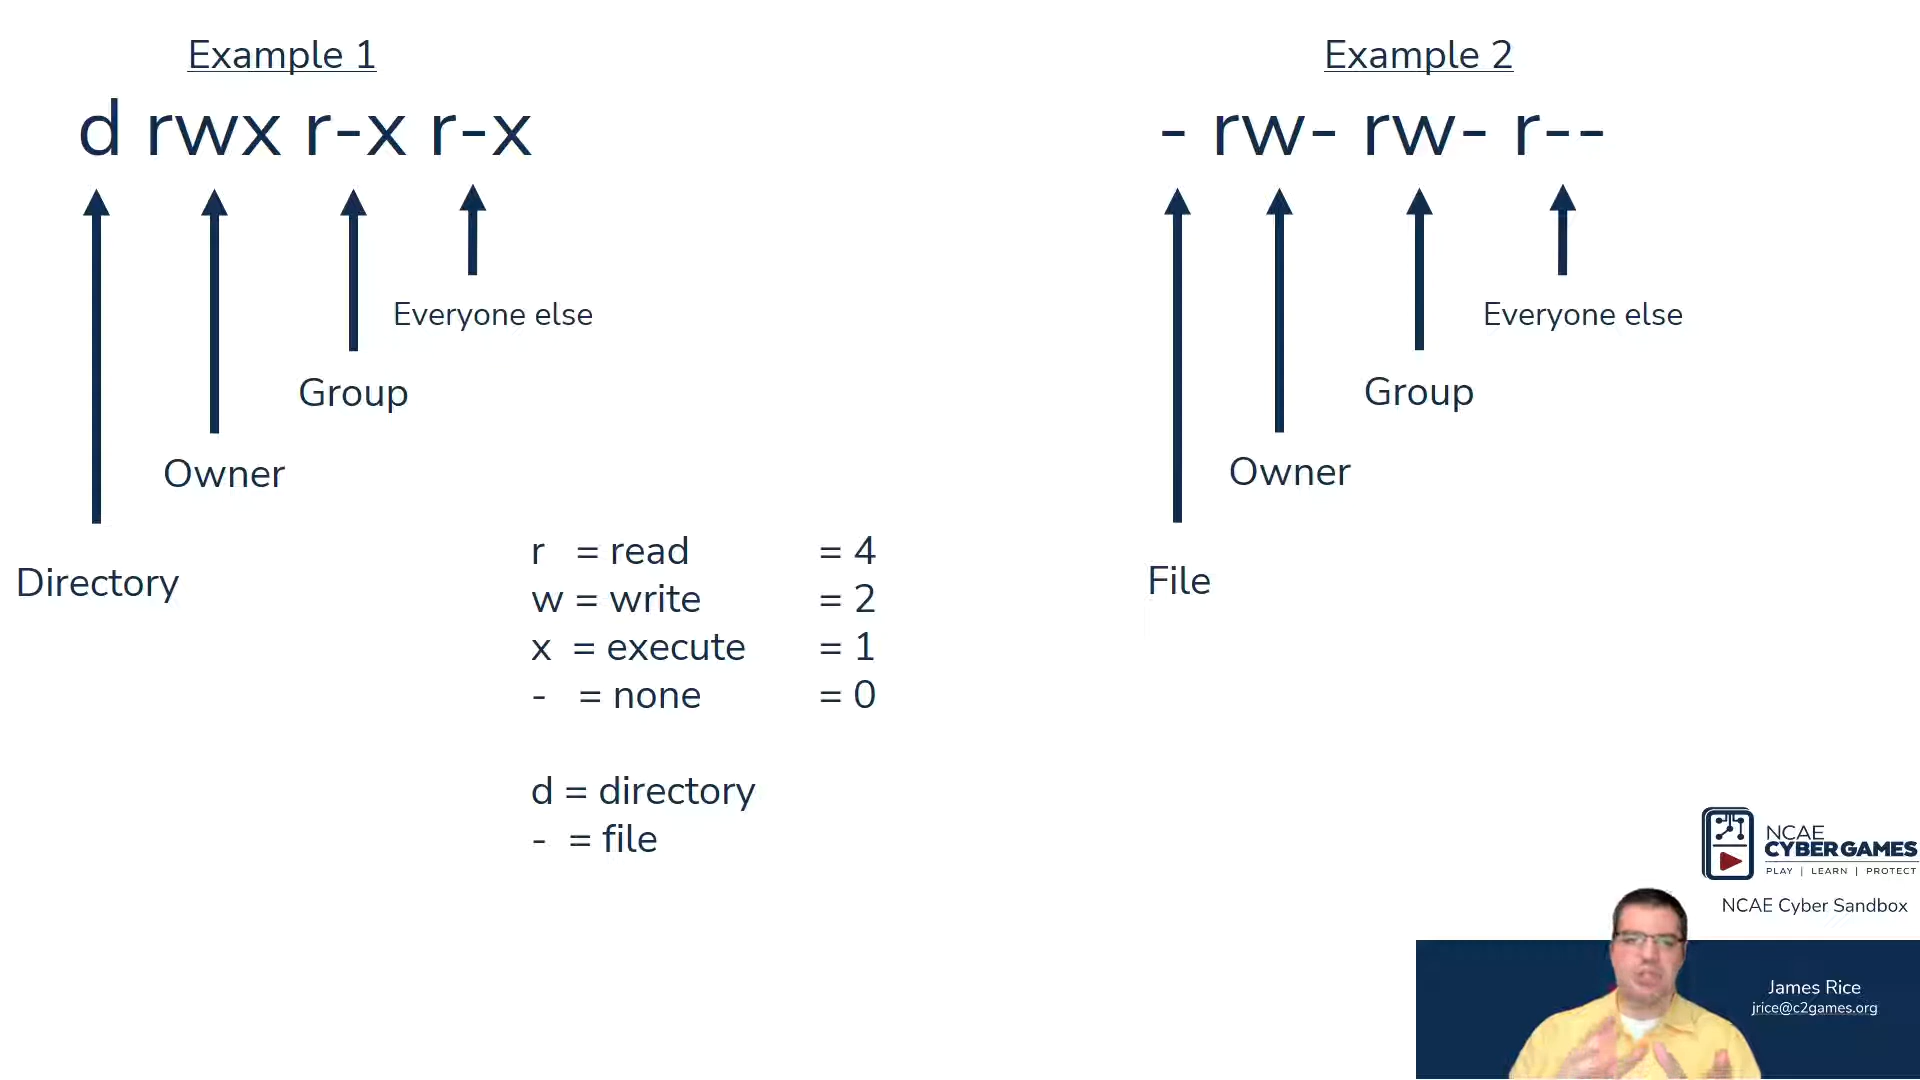 Example 1
d rwx r-x r-x
Everyone else
Group
Owner
Directory
r = read = 4
w = write = 2
x = execute = 1
- = none = 0
d = directory
- = file
Example 2
- rw- rw- r--
Everyone else
Group
Owner
File
NCAE
CYBERGAMES
PLAY | LEARN | PROTECT
NCAE Cyber Sandbox
James Rice
jrice@c2games.org